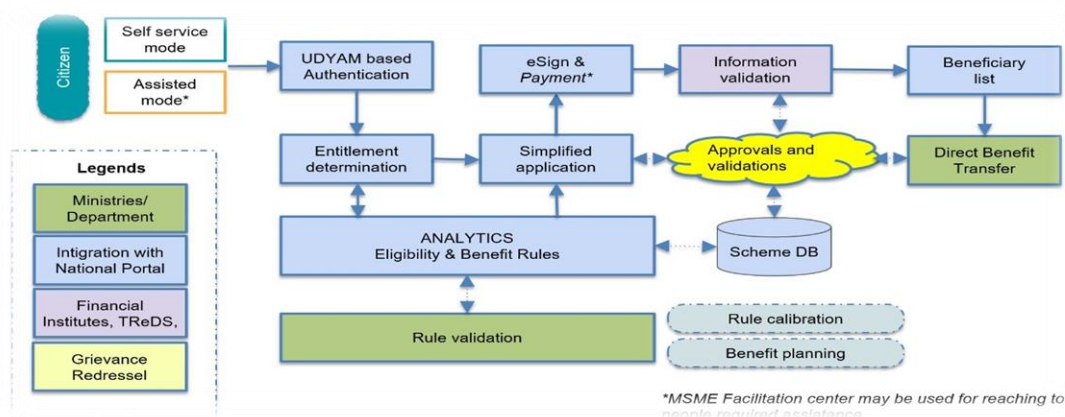 Citizen
Self service
mode
Assisted
mode*
UDYAM based
Authentication
eSign &
Payment*
Information
validation
Beneficiary
list
Entitlement
determination
Simplified
application
Approvals and
validations
Direct Benefit
Transfer
ANALYTICS
Eligibility & Benefit Rules
Scheme DB
Rule validation
Rule calibration
Benefit planning
Legends
Ministries/
Department
Intigration with
National Portal
Financial
Institutes, TReDS,
Grievance
Redressel
*MSME Facilitation center may be used for reaching to
people required assistance